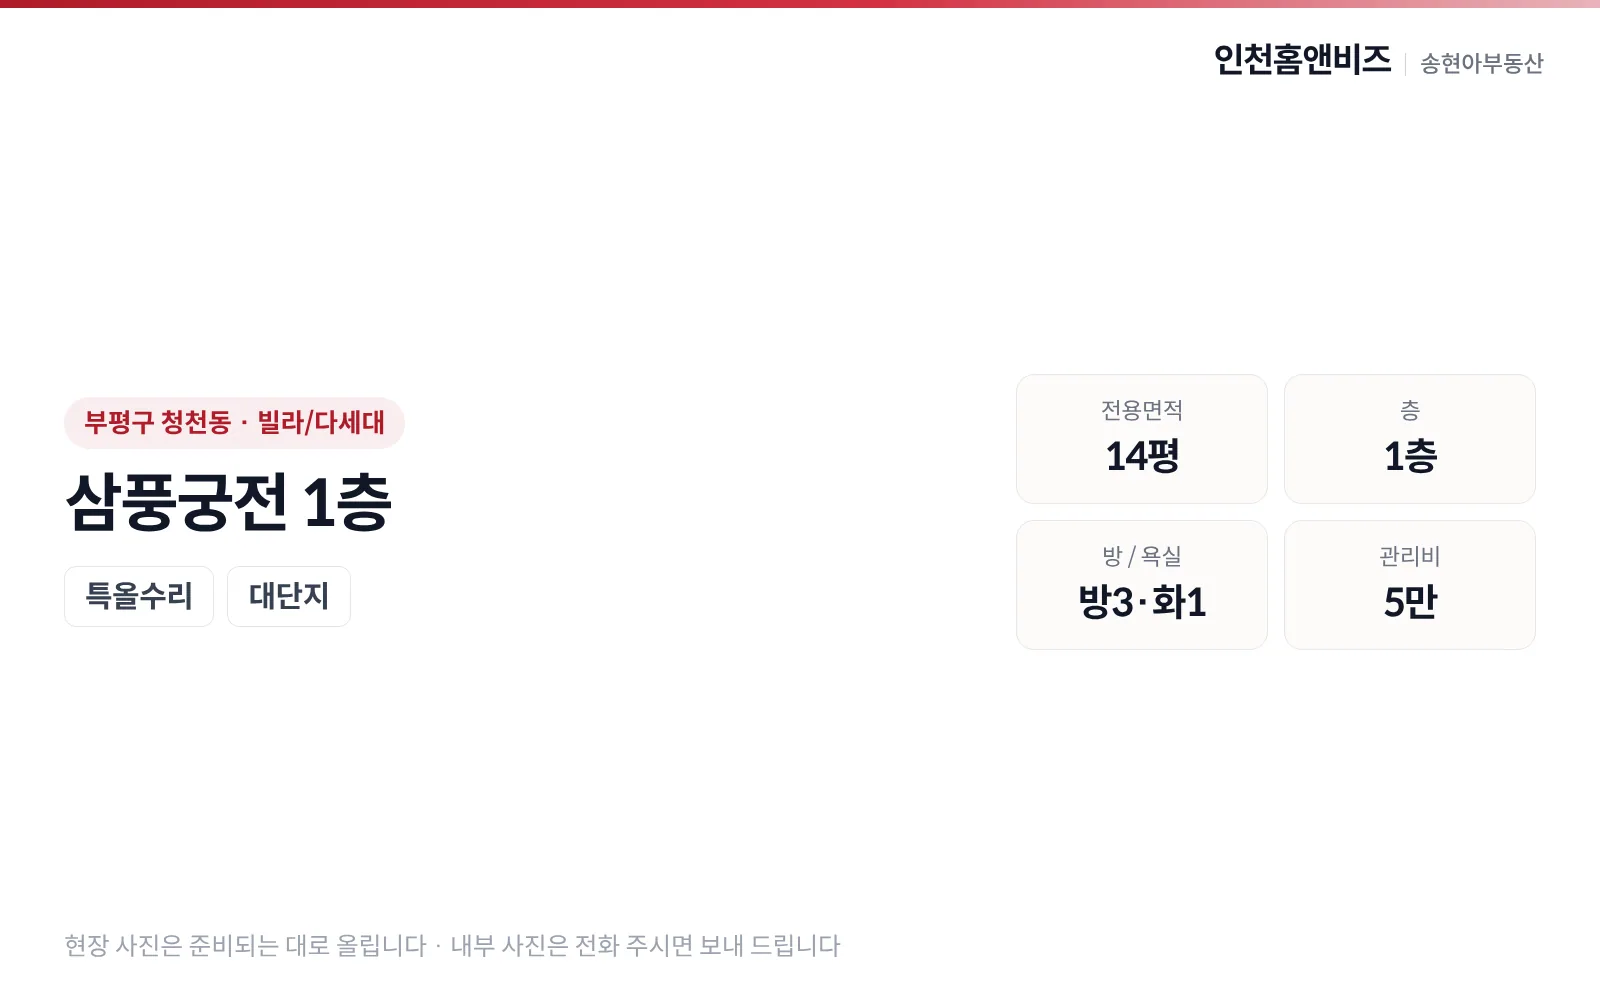 인천홈앤비즈 송현아부동산
부평구 청천동 · 빌라/다세대
삼풍궁전 1층
특올수리 대단지
전용면적
14평
층
1층
방 / 욕실
방3·화1
관리비
5만
현장 사진은 준비되는 대로 올립니다 · 내부 사진은 전화 주시면 보내 드립니다